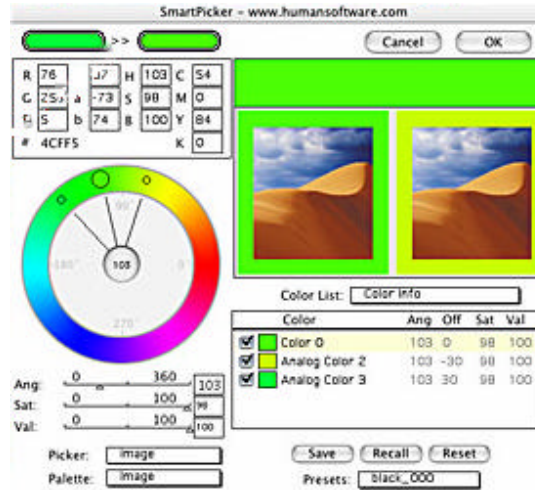 SmartPicker - www.humansoftware.com
>> Cancel OK
R 76 H 103 C 54
G a -73 S 98 M 0
5 b 74 B 100 Y 84
# 4CFF5 K 0
90°
180° 103 0°
270°
Color List: Color Info
Color Ang Off Sat Val
Color 0 103 0 98 100
Analog Color 2 103 -30 98 100
Analog Color 3 103 30 98 100
Ang: 0 360 103
Sat: 0 100 98
Val: 0 100 100
Picker: image
Palette: image
Save Recall Reset
Presets: black_000